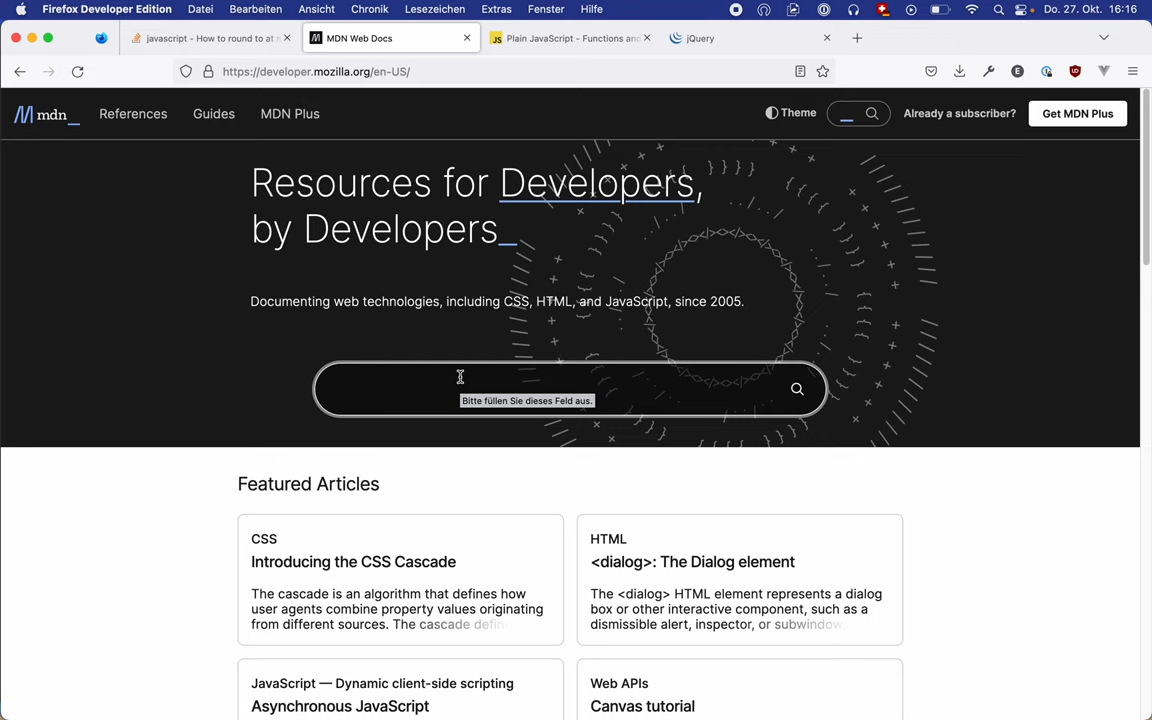 Firefox Developer Edition Datei Bearbeiten Ansicht Chronik Lesezeichen Extras Fenster Hilfe Do. 27. Okt. 16:16
javascript - How to round to at MDN Web Docs JS Plain JavaScript - Functions and jQuery
https://developer.mozilla.org/en-US/
mdn_ References Guides MDN Plus Theme Already a subscriber? Get MDN Plus
Resources for Developers,
by Developers_
Documenting web technologies, including CSS, HTML, and JavaScript, since 2005.
Bitte füllen Sie dieses Feld aus.
Featured Articles
CSS
Introducing the CSS Cascade
The cascade is an algorithm that defines how
user agents combine property values originating
from different sources. The cascade defin
HTML
<dialog>: The Dialog element
The <dialog> HTML element represents a dialog
box or other interactive component, such as a
dismissible alert, inspector, or subwindow
JavaScript — Dynamic client-side scripting
Asynchronous JavaScript
Web APIs
Canvas tutorial